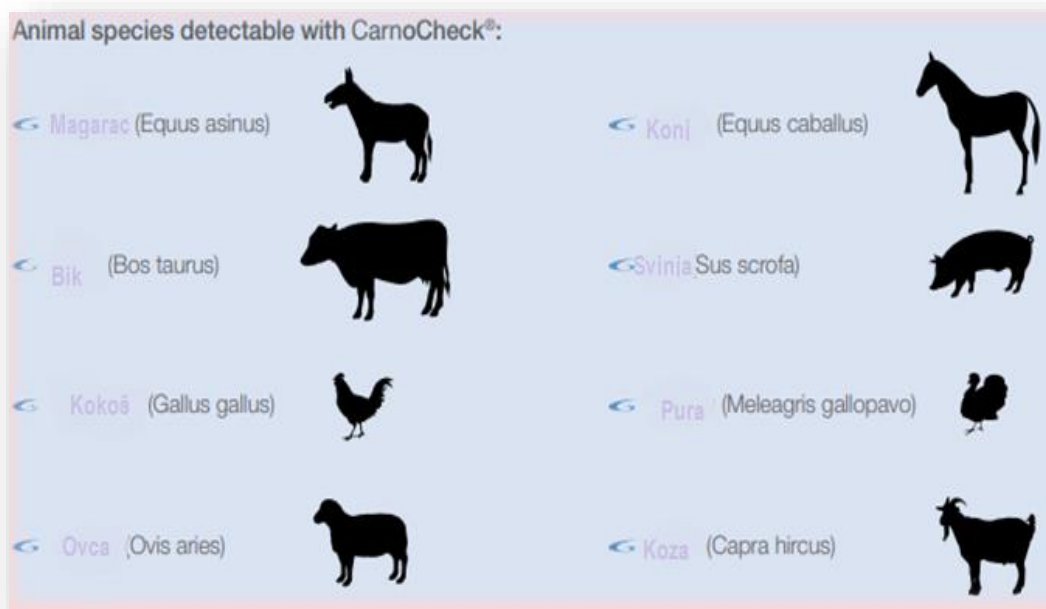 Animal species detectable with CarnoCheck®:
Magarac (Equus asinus)
Konj (Equus caballus)
Bik (Bos taurus)
Svinja Sus scrofa)
Kokoš (Gallus gallus)
Pura (Meleagris gallopavo)
Ovca (Ovis aries)
Koza (Capra hircus)